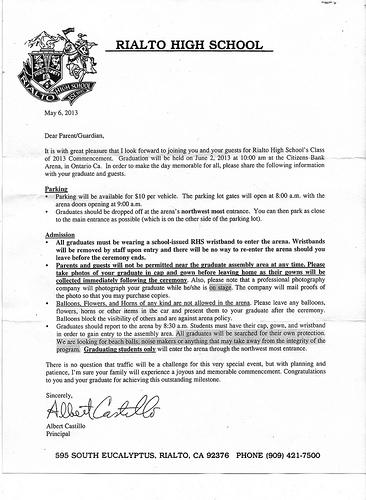 RIALTO HIGH SCHOOL
RIALTO
HIGH SCHOOL
May 6, 2013
Dear Parent/Guardian,
It is with great pleasure that I look forward to joining you and your guests for Rialto High School's Class
of 2013 Commencement. Graduation will be held on June 2, 2013 at 10:00 am at the Citizens Bank
Arena, in Ontario Ca. In order to make the day memorable for all, please share the following information
with your graduate and guests.
Parking
• Parking will be available for $10 per vehicle. The parking lot gates will open at 8:00 a.m. with the
arena doors opening at 9:00 a.m.
• Graduates should be dropped off at the arena's northwest most entrance. You can then park as close
to the main entrance as possible (which is on the other side of the parking lot).
Admission
• All graduates must be wearing a school-issued RHS wristband to enter the arena. Wristbands
will be removed by staff upon entry and there will be no way to re-enter the arena should you
leave before the ceremony ends.
• Parents and guests will not be permitted near the graduate assembly area at any time. Please
take photos of your graduate in cap and gown before leaving home as their gowns will be
collected immediately following the ceremony. Also, please note that a professional photography
company will photograph your graduate while he/she is on stage. The company will mail proofs of
the photo so that you may purchase copies.
• Balloons, Flowers, and Horns of any kind are not allowed in the arena. Please leave any balloons,
flowers, horns or other items in the car and present them to your graduate after the ceremony.
Balloons block the visibility of others and are against arena policy.
• Graduates should report to the arena by 8:30 a.m. Students must have their cap, gown, and wristband
in order to gain entry to the assembly area. All graduates will be searched for their own protection.
We are looking for beach balls, noise makers or anything that may take away from the integrity of the
program. Graduating students only will enter the arena through the northwest most entrance.
There is no question that traffic will be a challenge for this very special event, but with planning and
patience, I'm sure your family will experience a joyous and memorable commencement. Congratulations
to you and your graduate for achieving this outstanding milestone.
Sincerely,
Albert Castillo
Albert Castillo
Principal
595 SOUTH EUCALYPTUS, RIALTO, CA 92376 PHONE (909) 421-7500